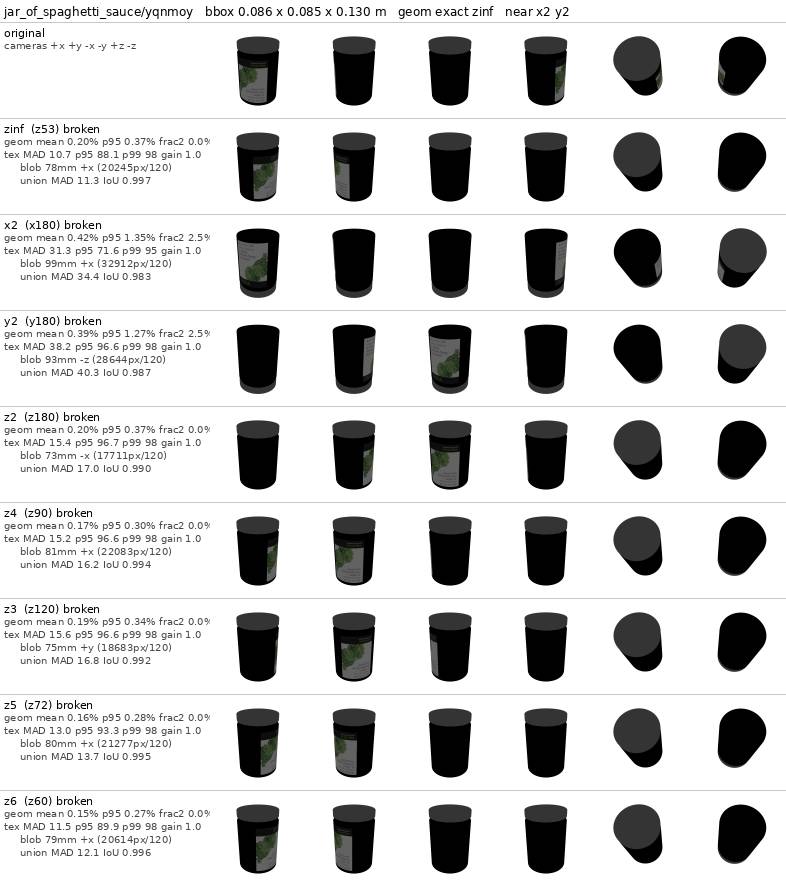 jar_of_spaghetti_sauce/yqnmoy bbox 0.086 x 0.085 x 0.130 m geom exact zinf near x2 y2
original
cameras +x +y -x -y +z -z
zinf (z53) broken
geom mean 0.20% p95 0.37% frac2 0.0%
tex MAD 10.7 p95 88.1 p99 98 gain 1.0
blob 78mm +x (20245px/120)
union MAD 11.3 IoU 0.997
x2 (x180) broken
geom mean 0.42% p95 1.35% frac2 2.5%
tex MAD 31.3 p95 71.6 p99 95 gain 1.0
blob 99mm +x (32912px/120)
union MAD 34.4 IoU 0.983
y2 (y180) broken
geom mean 0.39% p95 1.27% frac2 2.5%
tex MAD 38.2 p95 96.6 p99 98 gain 1.0
blob 93mm -z (28644px/120)
union MAD 40.3 IoU 0.987
z2 (z180) broken
geom mean 0.20% p95 0.37% frac2 0.0%
tex MAD 15.4 p95 96.7 p99 98 gain 1.0
blob 73mm -x (17711px/120)
union MAD 17.0 IoU 0.990
z4 (z90) broken
geom mean 0.17% p95 0.30% frac2 0.0%
tex MAD 15.2 p95 96.6 p99 98 gain 1.0
blob 81mm +x (22083px/120)
union MAD 16.2 IoU 0.994
z3 (z120) broken
geom mean 0.19% p95 0.34% frac2 0.0%
tex MAD 15.6 p95 96.6 p99 98 gain 1.0
blob 75mm +y (18683px/120)
union MAD 16.8 IoU 0.992
z5 (z72) broken
geom mean 0.16% p95 0.28% frac2 0.0%
tex MAD 13.0 p95 93.3 p99 98 gain 1.0
blob 80mm +x (21277px/120)
union MAD 13.7 IoU 0.995
z6 (z60) broken
geom mean 0.15% p95 0.27% frac2 0.0%
tex MAD 11.5 p95 89.9 p99 98 gain 1.0
blob 79mm +x (20614px/120)
union MAD 12.1 IoU 0.996